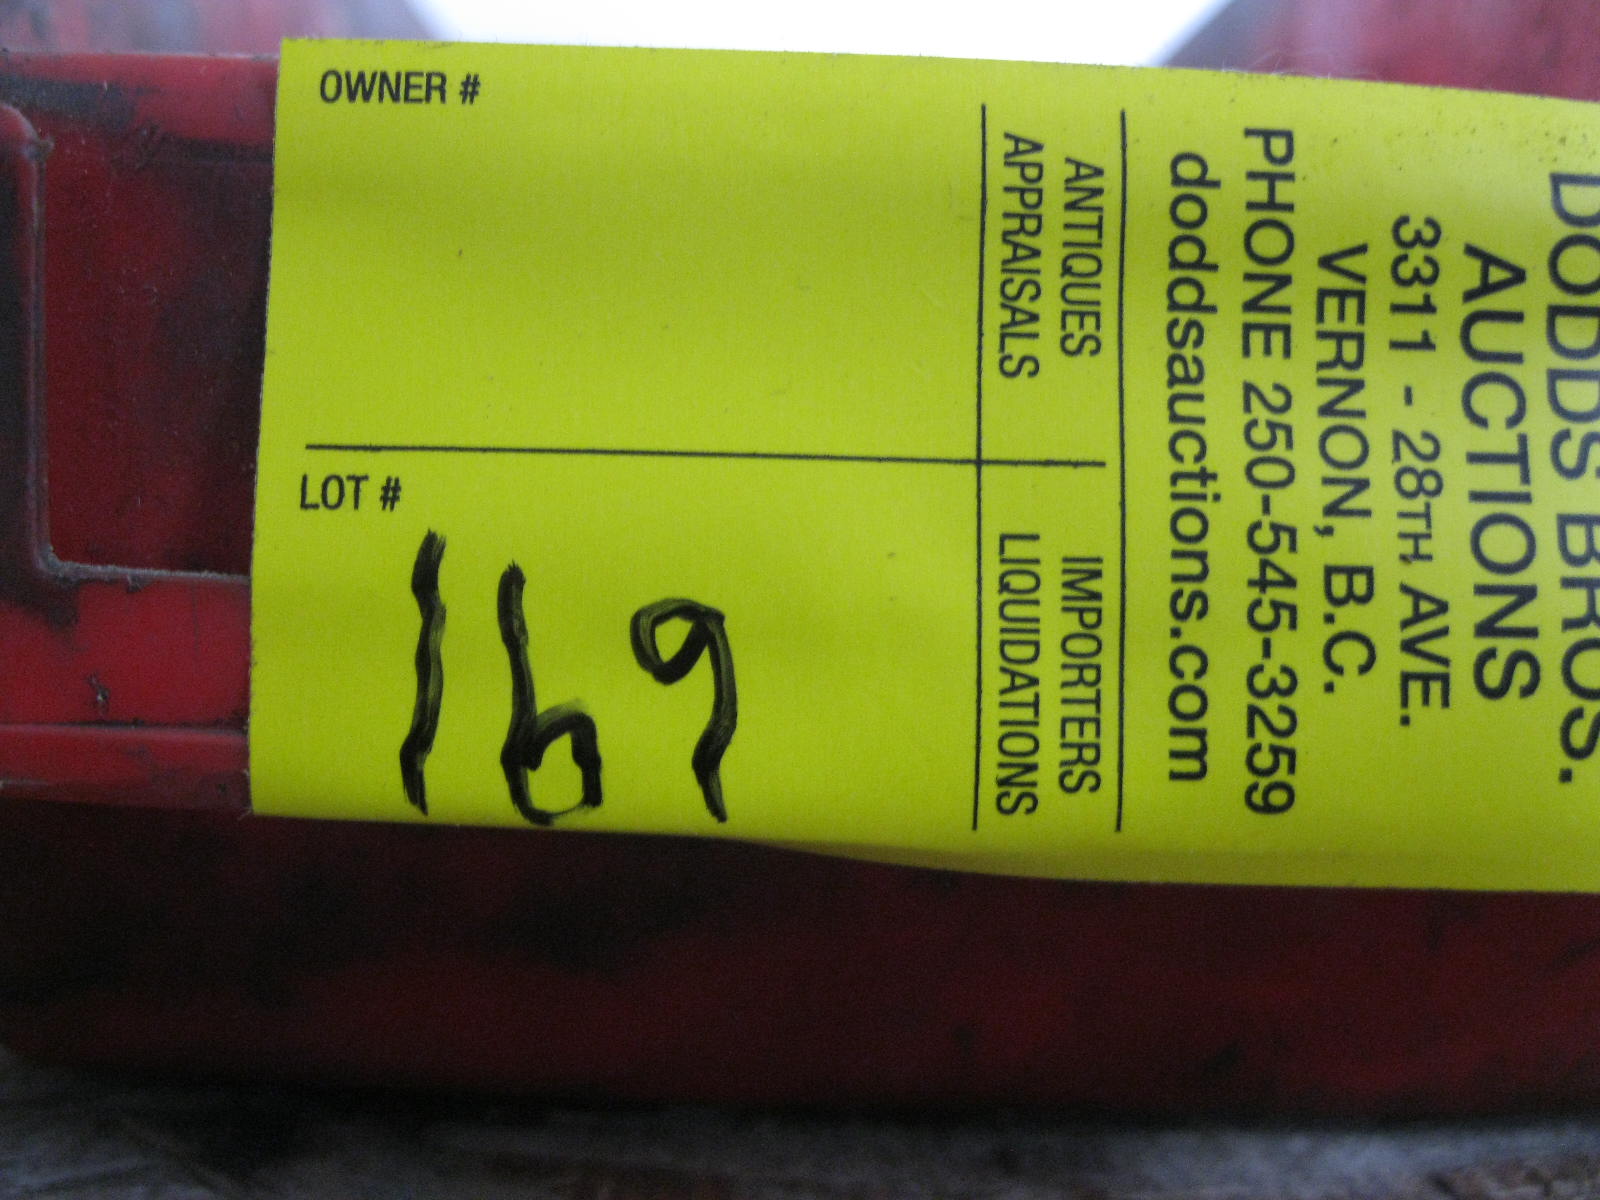 OWNER #
LOT #
169
ANTIQUES
APPRAISALS
IMPORTERS
LIQUIDATIONS
DODDS BROS.
AUCTIONS
3311 - 28TH AVE.
VERNON, B.C.
PHONE 250-545-3259
doddsauctions.com